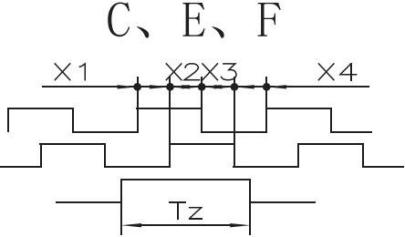 C、E、F
X1 X2X3 X4
Tz